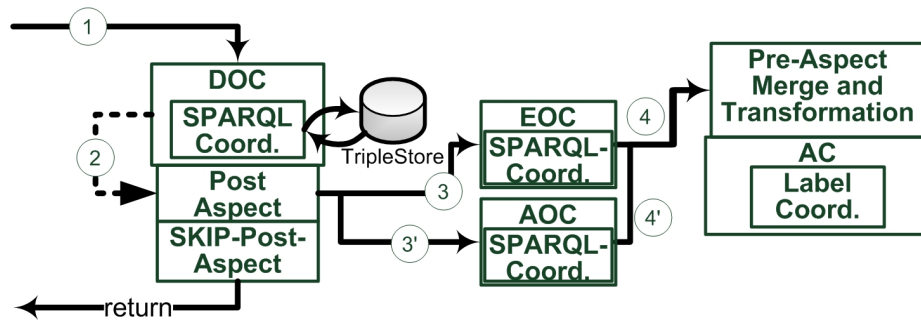 1
DOC
SPARQL
Coord.
TripleStore
2
Post
Aspect
SKIP-Post-
Aspect
return
3
3'
EOC
SPARQL-
Coord.
AOC
SPARQL-
Coord.
4
4'
Pre-Aspect
Merge and
Transformation
AC
Label
Coord.